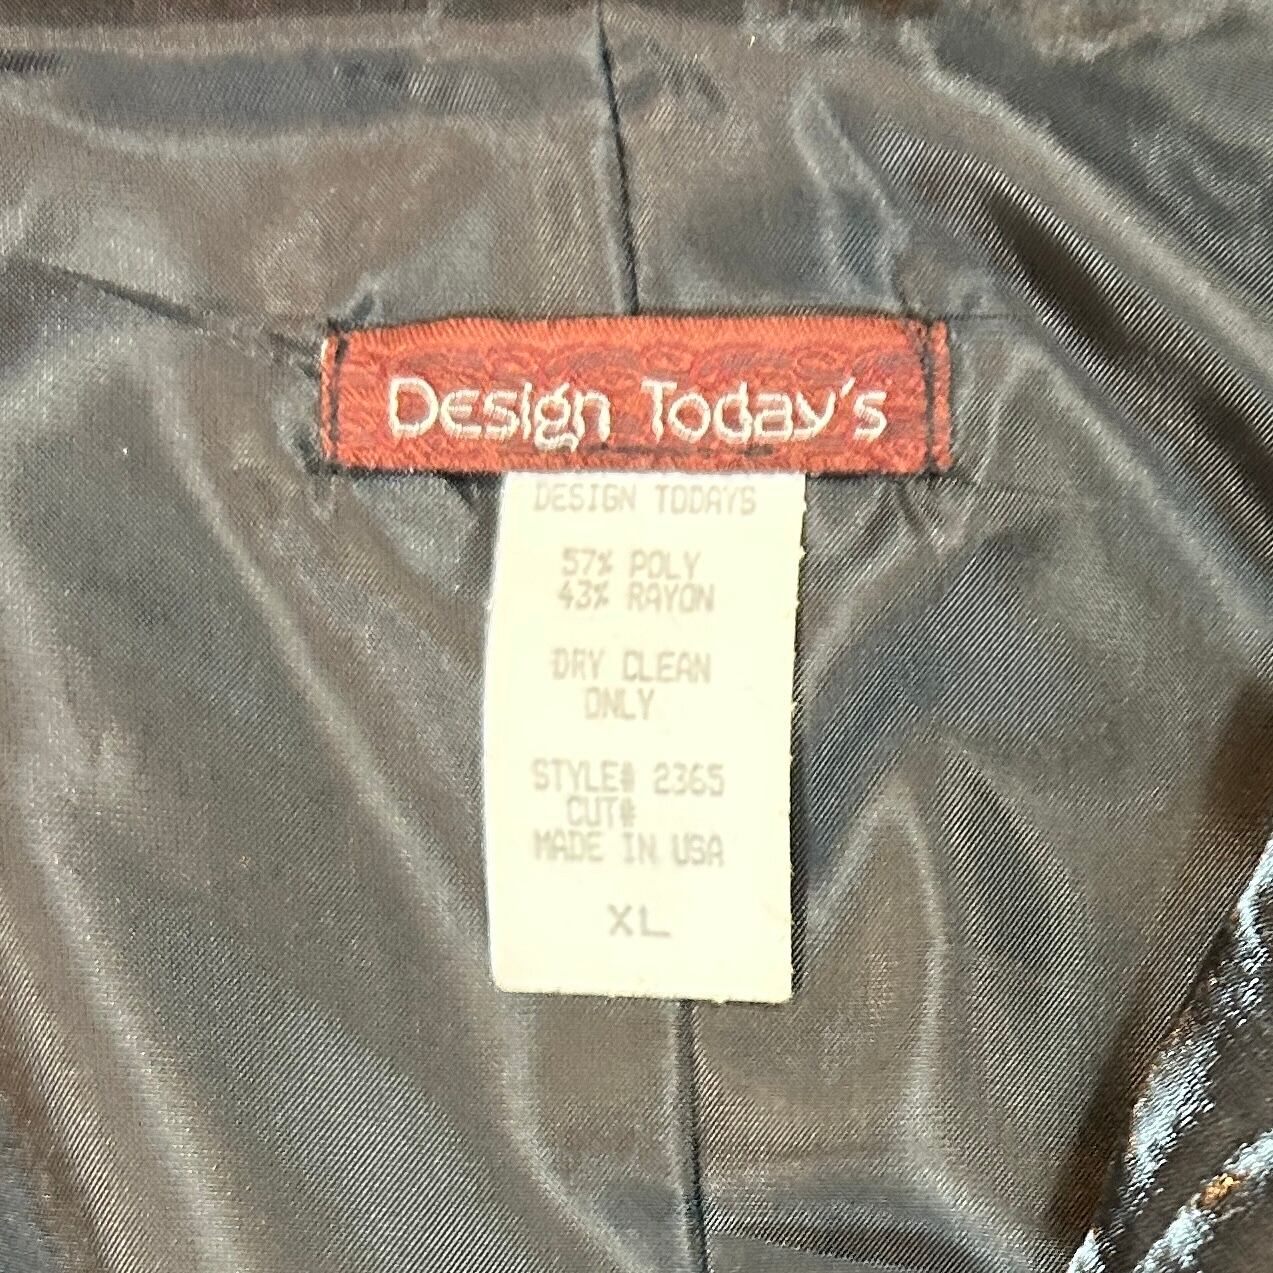 Design Today's
DESIGN TODAYS
57% POLY
43% RAYON
DRY CLEAN
ONLY
STYLE# 2365
CUT#
MADE IN USA
XL